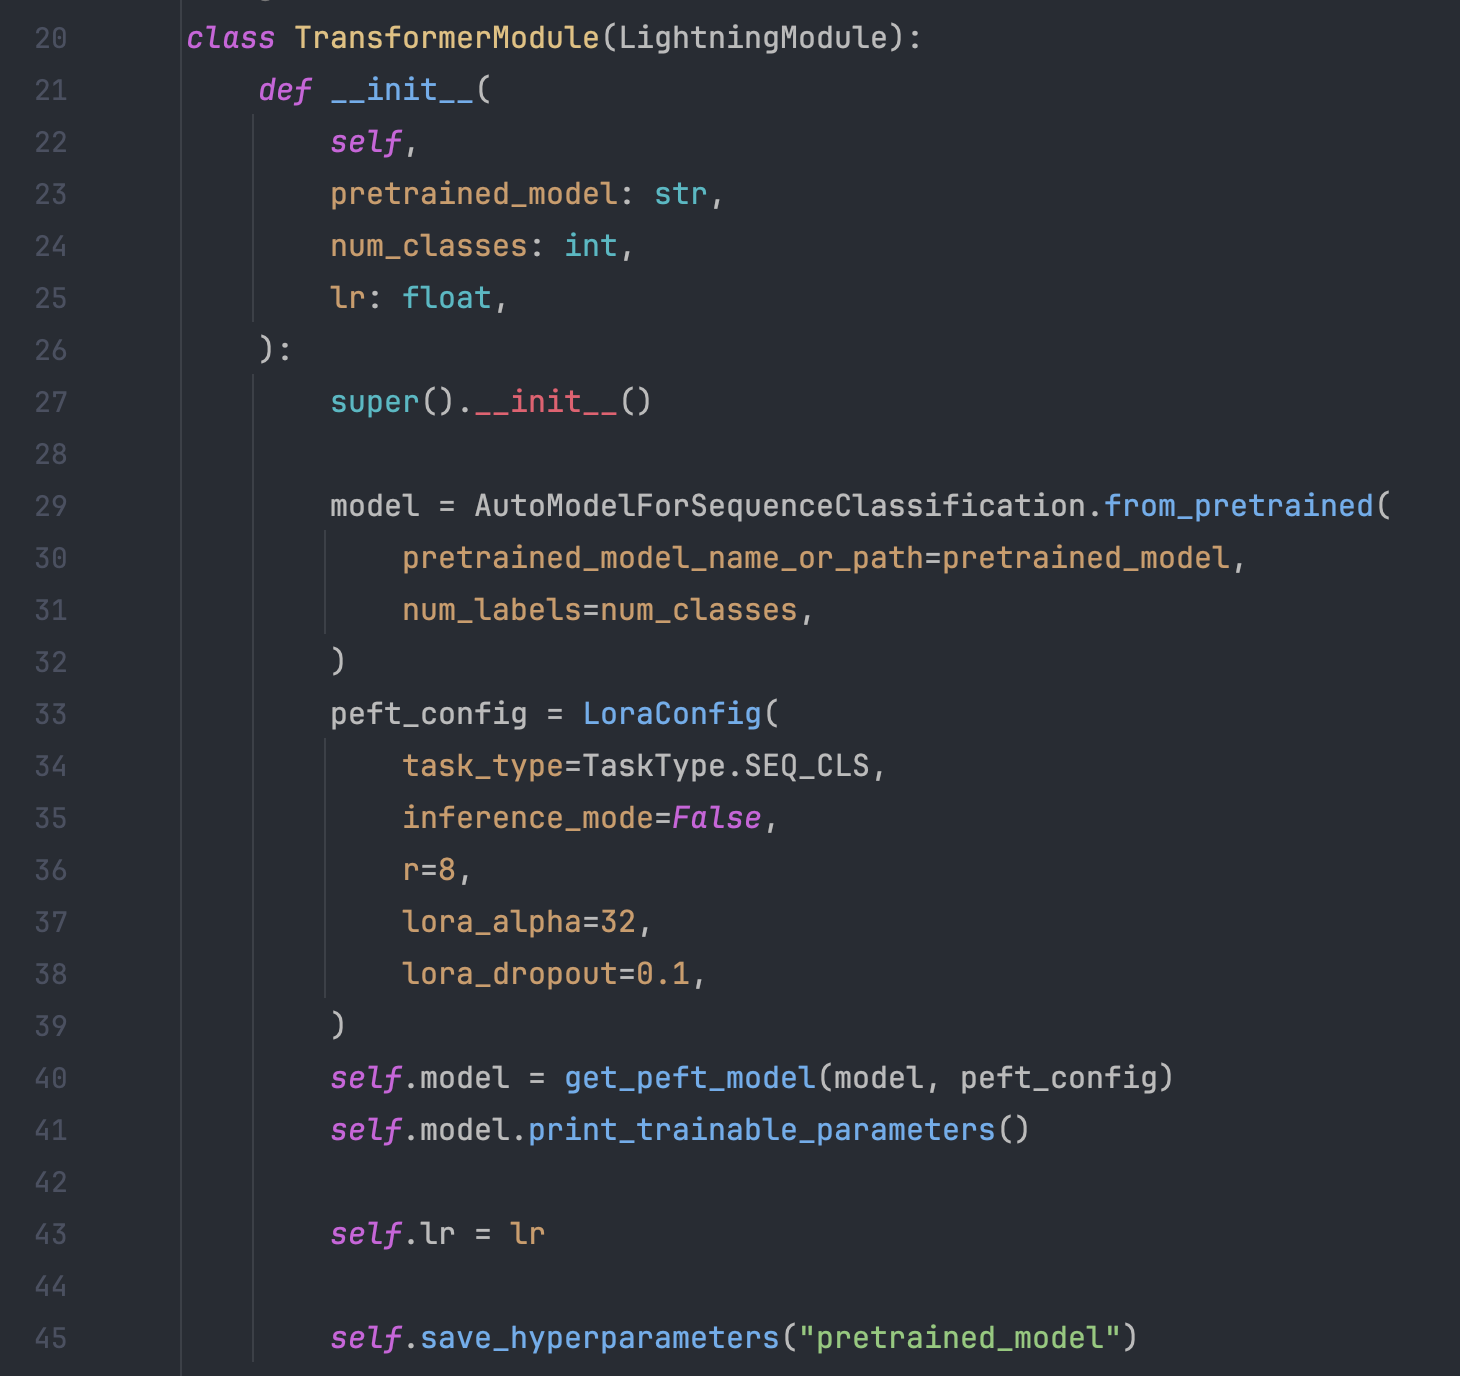 20 class TransformerModule(LightningModule):
21     def __init__(
22         self,
23         pretrained_model: str,
24         num_classes: int,
25         lr: float,
26     ):
27         super().__init__()
28
29         model = AutoModelForSequenceClassification.from_pretrained(
30             pretrained_model_name_or_path=pretrained_model,
31             num_labels=num_classes,
32         )
33         peft_config = LoraConfig(
34             task_type=TaskType.SEQ_CLS,
35             inference_mode=False,
36             r=8,
37             lora_alpha=32,
38             lora_dropout=0.1,
39         )
40         self.model = get_peft_model(model, peft_config)
41         self.model.print_trainable_parameters()
42
43         self.lr = lr
44
45         self.save_hyperparameters("pretrained_model")